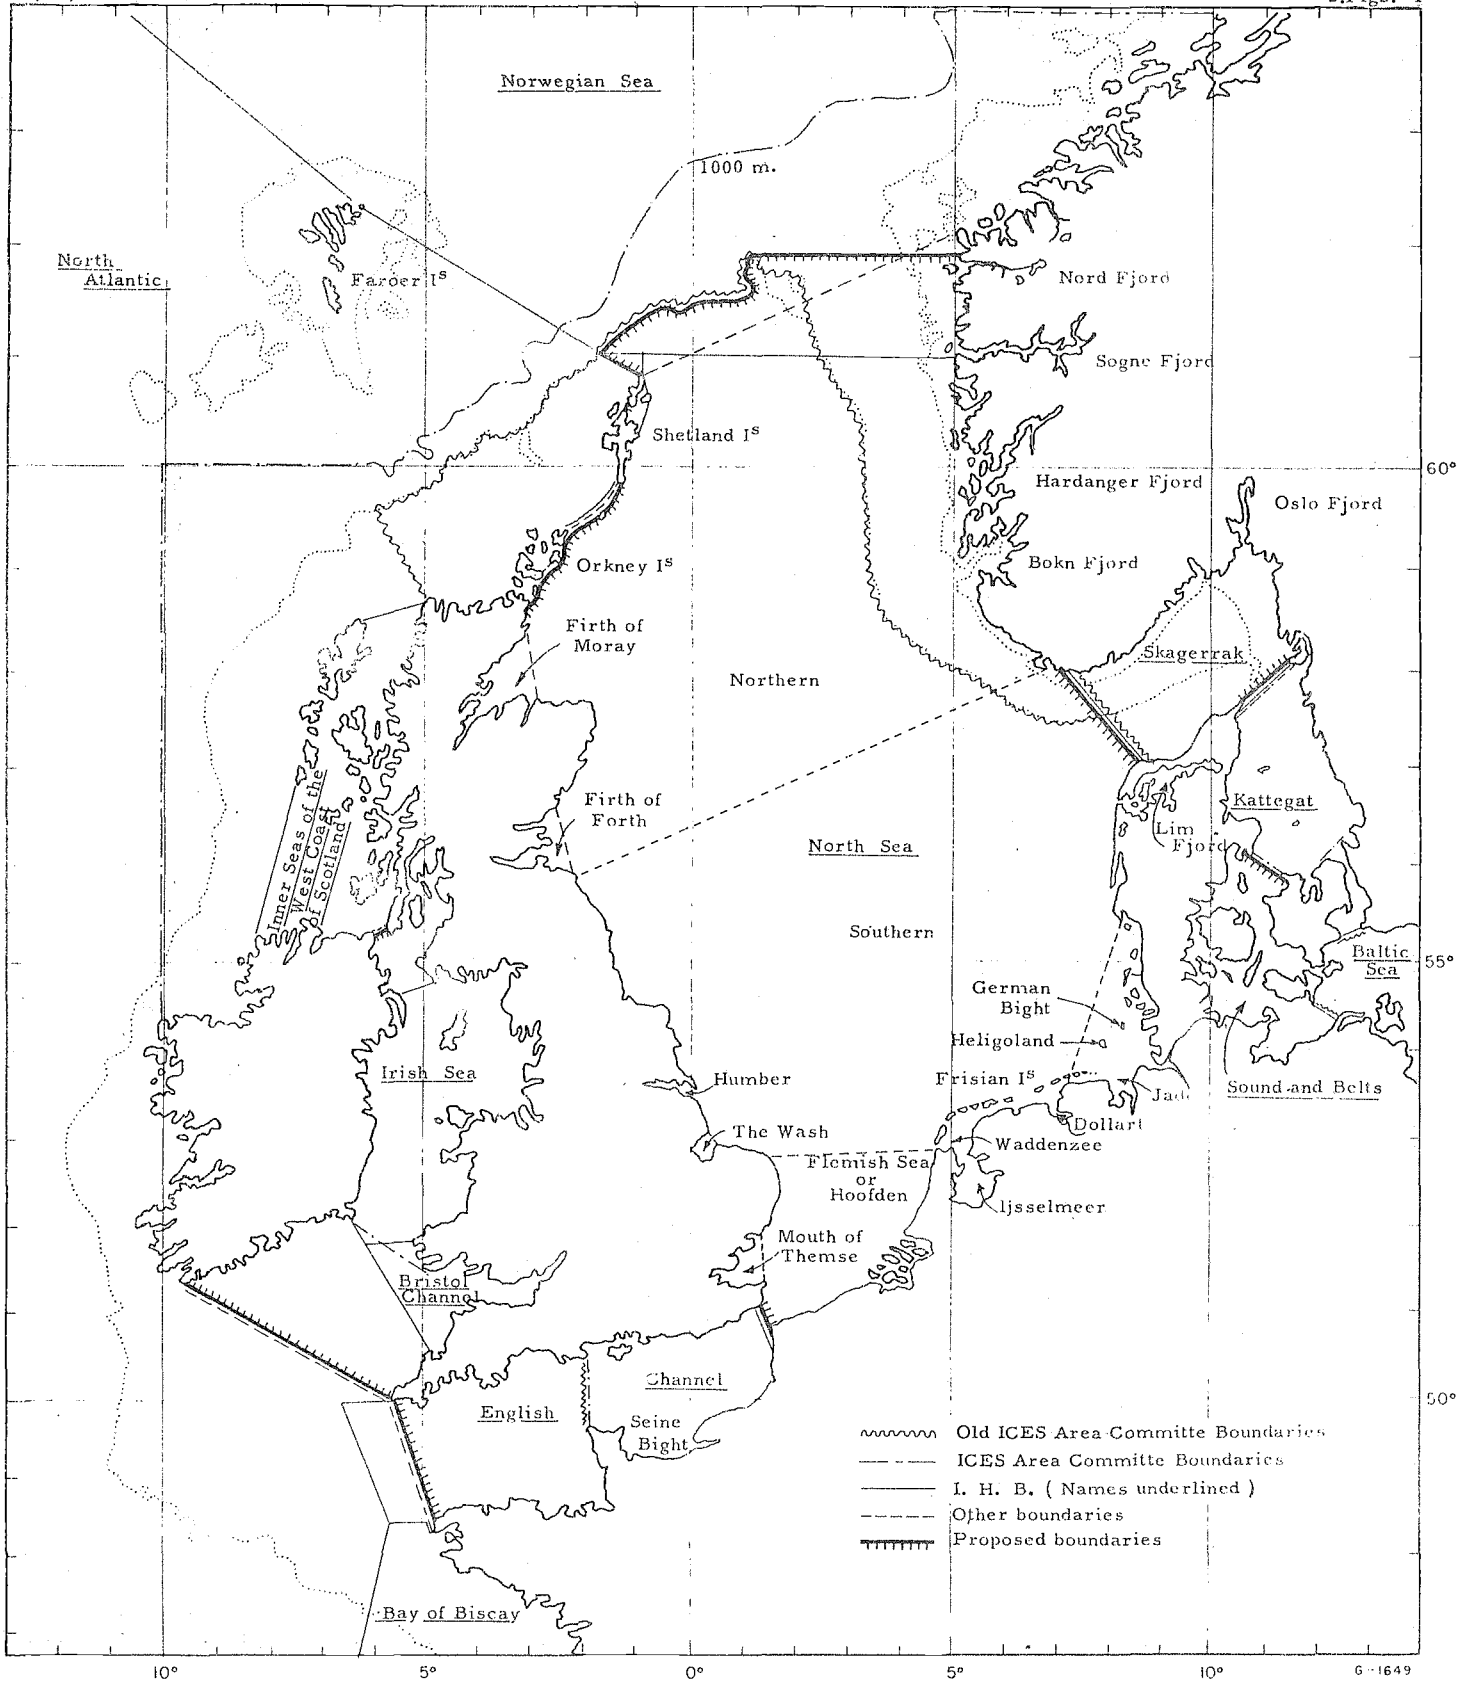 Norwegian Sea
1000 m.
North
Atlantic
Faroer Iˢ
Nord Fjord
Sogne Fjord
Shetland Iˢ
60°
Hardanger Fjord
Oslo Fjord
Bokn Fjord
Orkney Iˢ
Firth of
Moray
Skagerrak
Northern
Inner Seas of the
West Coast
of Scotland
Firth of
Forth
Kattegat
Lim
Fjord
North Sea
Southern
55°
Baltic
Sea
German
Bight
Heligoland
Irish Sea
Frisian Iˢ
Humber
Jade
Sound and Belts
The Wash
Dollart
Waddenzee
Flemish Sea
or
Hoofden
Ijsselmeer
Mouth of
Themse
Bristol
Channel
Channel
English
50°
Seine
Bight
Old ICES Area Committe Boundaries
ICES Area Committe Boundaries
I. H. B. ( Names underlined )
Other boundaries
Proposed boundaries
Bay of Biscay
10° 5° 0° 5° 10°
G-1649